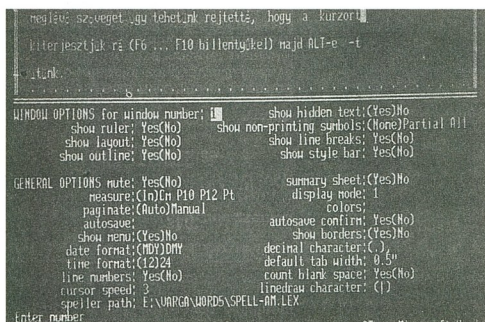 meglévő szöveget úgy tehetünk rejtetté, hogy a kurzort
kiterjesztjük rá (F6 ... F10 billentyűkel) majd ALT-e -t
ütünk.
WINDOW OPTIONS for window number: 1 show hidden text:(Yes)No
show ruler: Yes(No) show non-printing symbols:(None)Partial All
show layout: Yes(No) show line breaks: Yes(No)
show outline: Yes(No) show style bar: Yes(No)
GENERAL OPTIONS mute: Yes(No) summary sheet:(Yes)No
measure:(In)Cm P10 P12 Pt display mode: 1
paginate:(Auto)Manual colors:
autosave: autosave confirm: Yes(No)
show menu:(Yes)No show borders:(Yes)No
date format:(MDY)DMY decimal character:(.),
time format:(12)24 default tab width: 0.5"
line numbers: Yes(No) count blank space: Yes(No)
cursor speed: 3 linedraw character: (|)
speller path: E:\VARGA\WORD5\SPELL-AM.LEX
Enter number